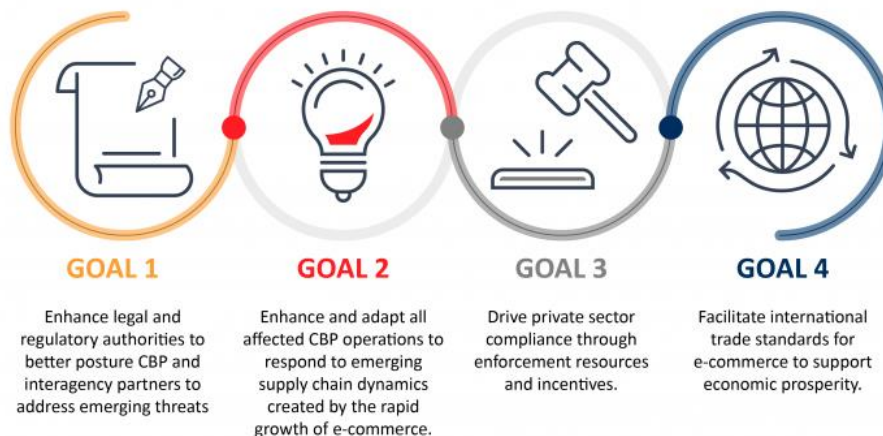 GOAL 1
Enhance legal and
regulatory authorities to
better posture CBP and
interagency partners to
address emerging threats
GOAL 2
Enhance and adapt all
affected CBP operations to
respond to emerging
supply chain dynamics
created by the rapid
growth of e-commerce.
GOAL 3
Drive private sector
compliance through
enforcement resources
and incentives.
GOAL 4
Facilitate international
trade standards for
e-commerce to support
economic prosperity.